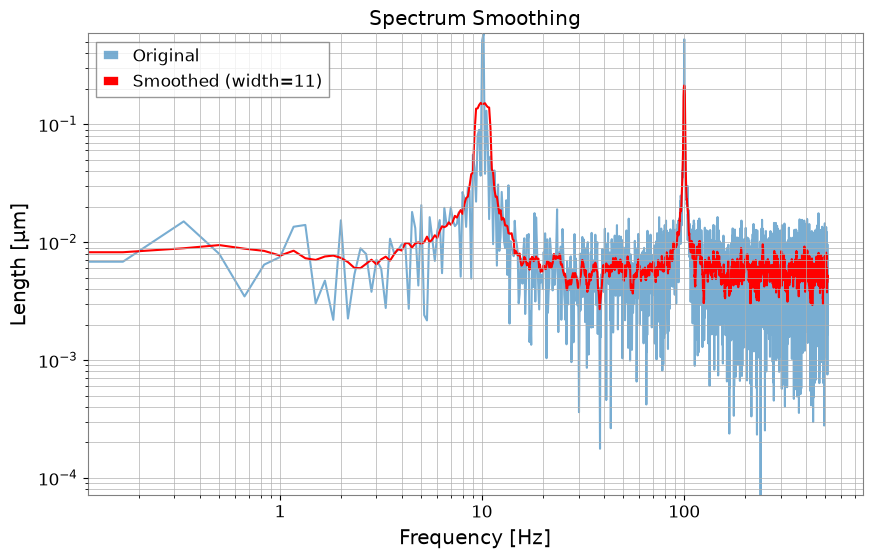 Spectrum Smoothing
Original
Smoothed (width=11)
Length [µm]
10⁻¹
10⁻²
10⁻³
10⁻⁴
1
10
100
Frequency [Hz]